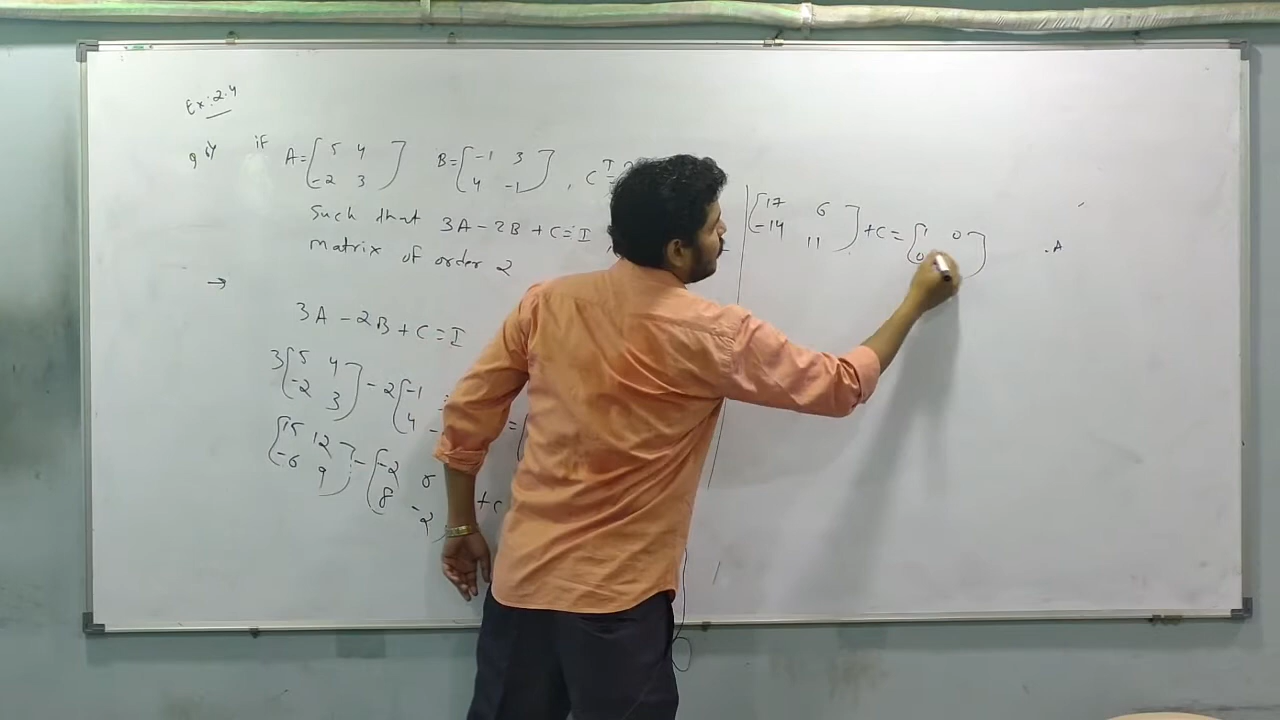 Ex: 2.4
if A = [5 4 -2 3] B = [-1 3 4 -1], C^T
Such that 3A - 2B + C = I
matrix of order 2
→
3A - 2B + C = I
3[5 4 -2 3] - 2[-1 4 =
[15 12 -6 9] - [-2 6 8 -2 + C
[17 6 -14 11] + C = [1 0 0
.A